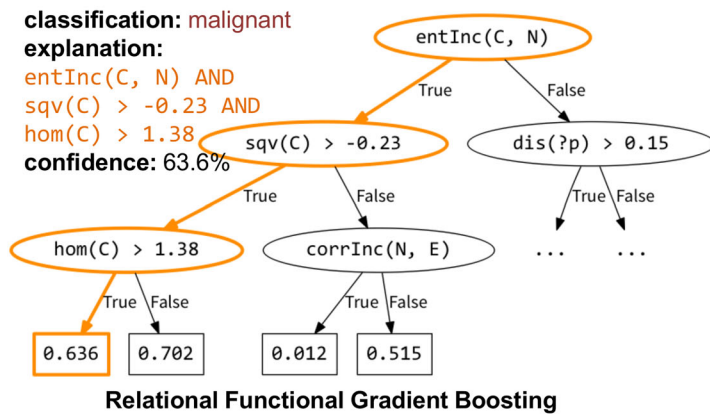 classification: malignant
explanation:
entInc(C, N) AND
sqv(C) > -0.23 AND
hom(C) > 1.38
confidence: 63.6%
entInc(C, N)
True
False
sqv(C) > -0.23
dis(?p) > 0.15
True
False
True
False
hom(C) > 1.38
corrInc(N, E)
...
...
True
False
True
False
0.636
0.702
0.012
0.515
Relational Functional Gradient Boosting